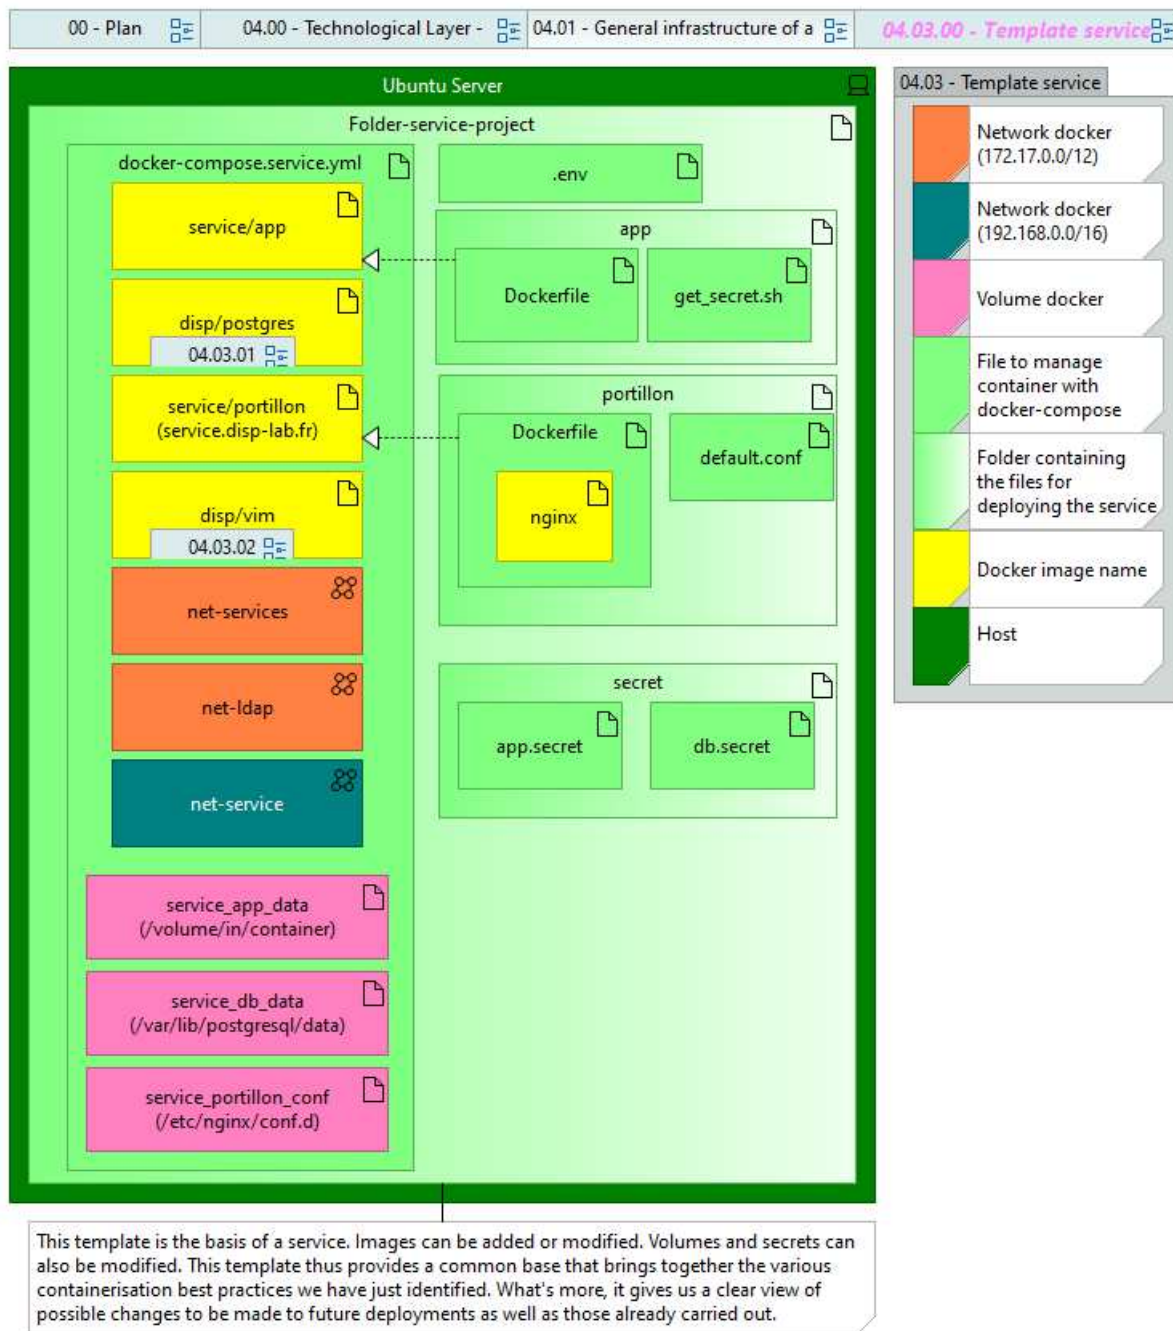 00 - Plan
04.00 - Technological Layer -
04.01 - General infrastructure of a
04.03.00 - Template service
Ubuntu Server
Folder-service-project
docker-compose.service.yml
service/app
disp/postgres
04.03.01
service/portillon
(service.disp-lab.fr)
disp/vim
04.03.02
net-services
net-ldap
net-service
service_app_data
(/volume/in/container)
service_db_data
(/var/lib/postgresql/data)
service_portillon_conf
(/etc/nginx/conf.d)
.env
app
Dockerfile
get_secret.sh
portillon
Dockerfile
nginx
default.conf
secret
app.secret
db.secret
04.03 - Template service
Network docker
(172.17.0.0/12)
Network docker
(192.168.0.0/16)
Volume docker
File to manage
container with
docker-compose
Folder containing
the files for
deploying the service
Docker image name
Host
This template is the basis of a service. Images can be added or modified. Volumes and secrets can
also be modified. This template thus provides a common base that brings together the various
containerisation best practices we have just identified. What's more, it gives us a clear view of
possible changes to be made to future deployments as well as those already carried out.